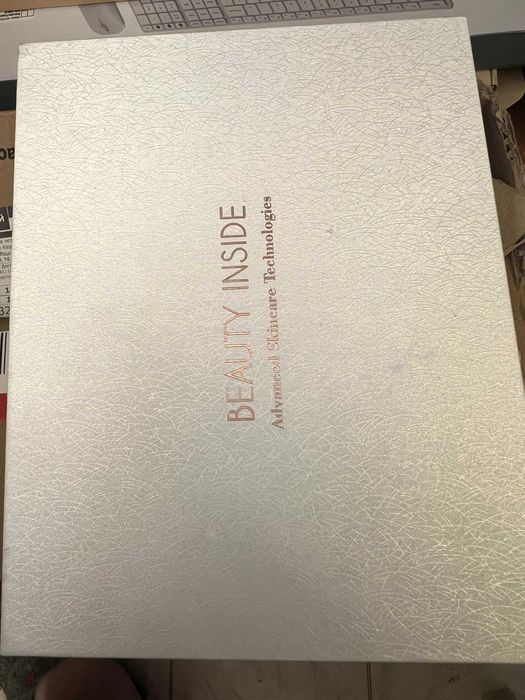 BEAUTY INSIDE
Advanced Skincare Technologies